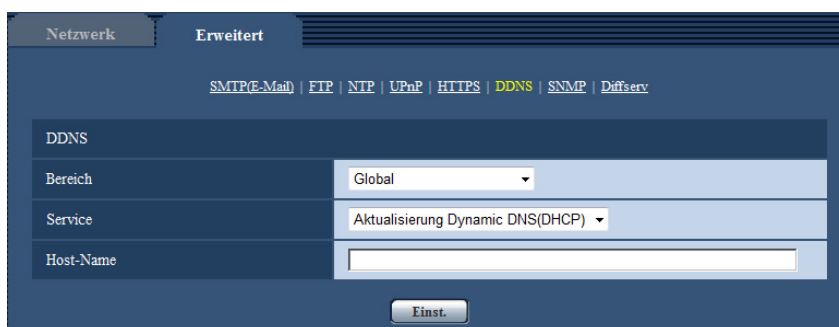 Netzwerk Erweitert
SMTP(E-Mail) | FTP | NTP | UPnP | HTTPS | DDNS | SNMP | Diffserv
DDNS
Bereich Global
Service Aktualisierung Dynamic DNS(DHCP)
Host-Name
Einst.